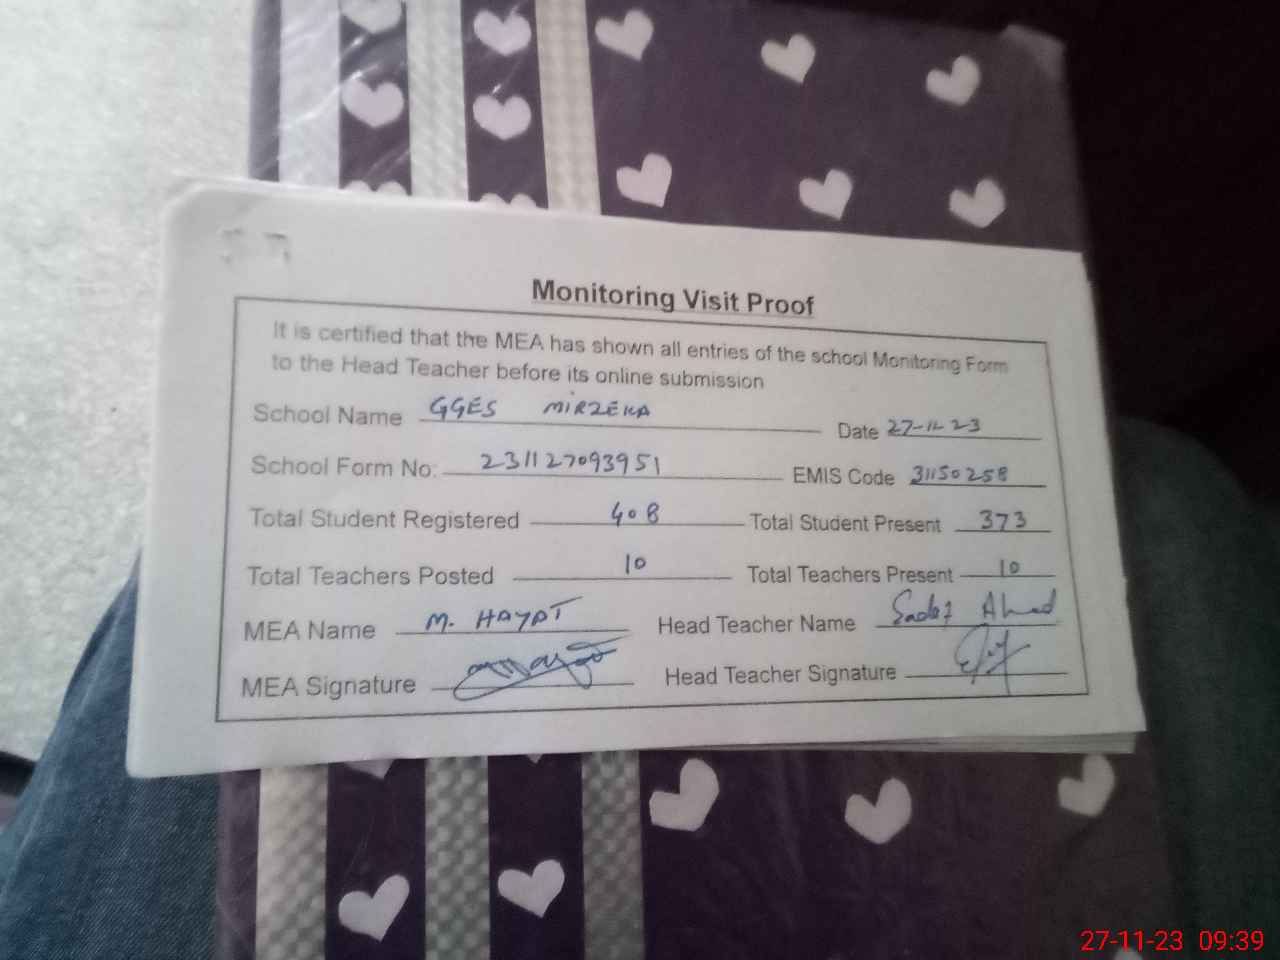 Monitoring Visit Proof
It is certified that the MEA has shown all entries of the school Monitoring Form
to the Head Teacher before its online submission
School Name GGES MIRZEKA Date 27-11-23
School Form No: 231127093951 EMIS Code 31150258
Total Student Registered 408 Total Student Present 373
Total Teachers Posted 10 Total Teachers Present 10
MEA Name M. HAYAT Head Teacher Name Ahmad
MEA Signature Head Teacher Signature
27-11-23 09:39